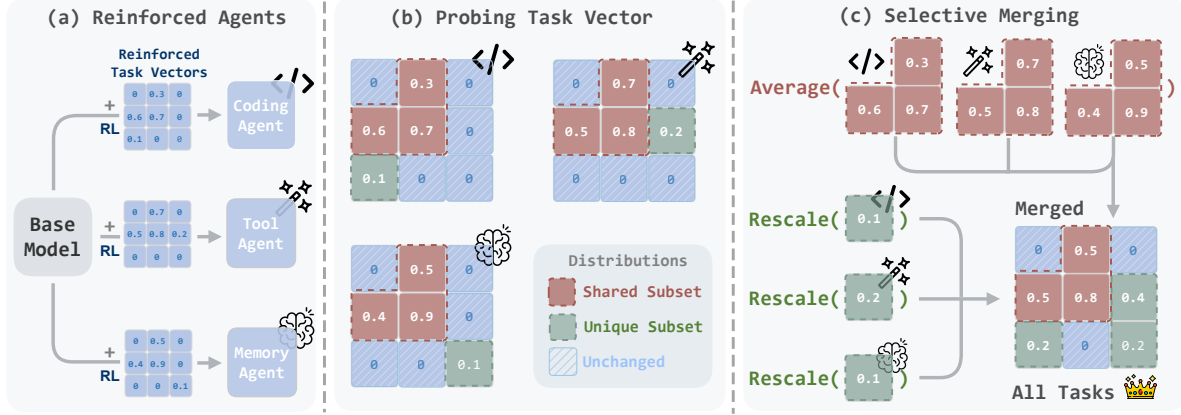 (a) Reinforced Agents
Reinforced
Task Vectors
+
RL
0 0.3 0
0.6 0.7 0
0.1 0 0
</>
Coding
Agent
Base
Model
+
RL
0 0.7 0
0.5 0.8 0.2
0 0 0
Tool
Agent
+
RL
0 0.5 0
0.4 0.9 0
0 0 0.1
Memory
Agent
(b) Probing Task Vector
</>
0 0.3 0
0.6 0.7 0
0.1 0 0
0 0.7 0
0.5 0.8 0.2
0 0 0
0 0.5 0
0.4 0.9 0
0 0 0.1
Distributions
Shared Subset
Unique Subset
Unchanged
(c) Selective Merging
Average(
</> 0.3
0.6 0.7
0.7
0.5 0.8
0.5
0.4 0.9
)
</>
Rescale( 0.1 )
Rescale( 0.2 )
Rescale( 0.1 )
Merged
0 0.5 0
0.5 0.8 0.4
0.2 0 0.2
All Tasks